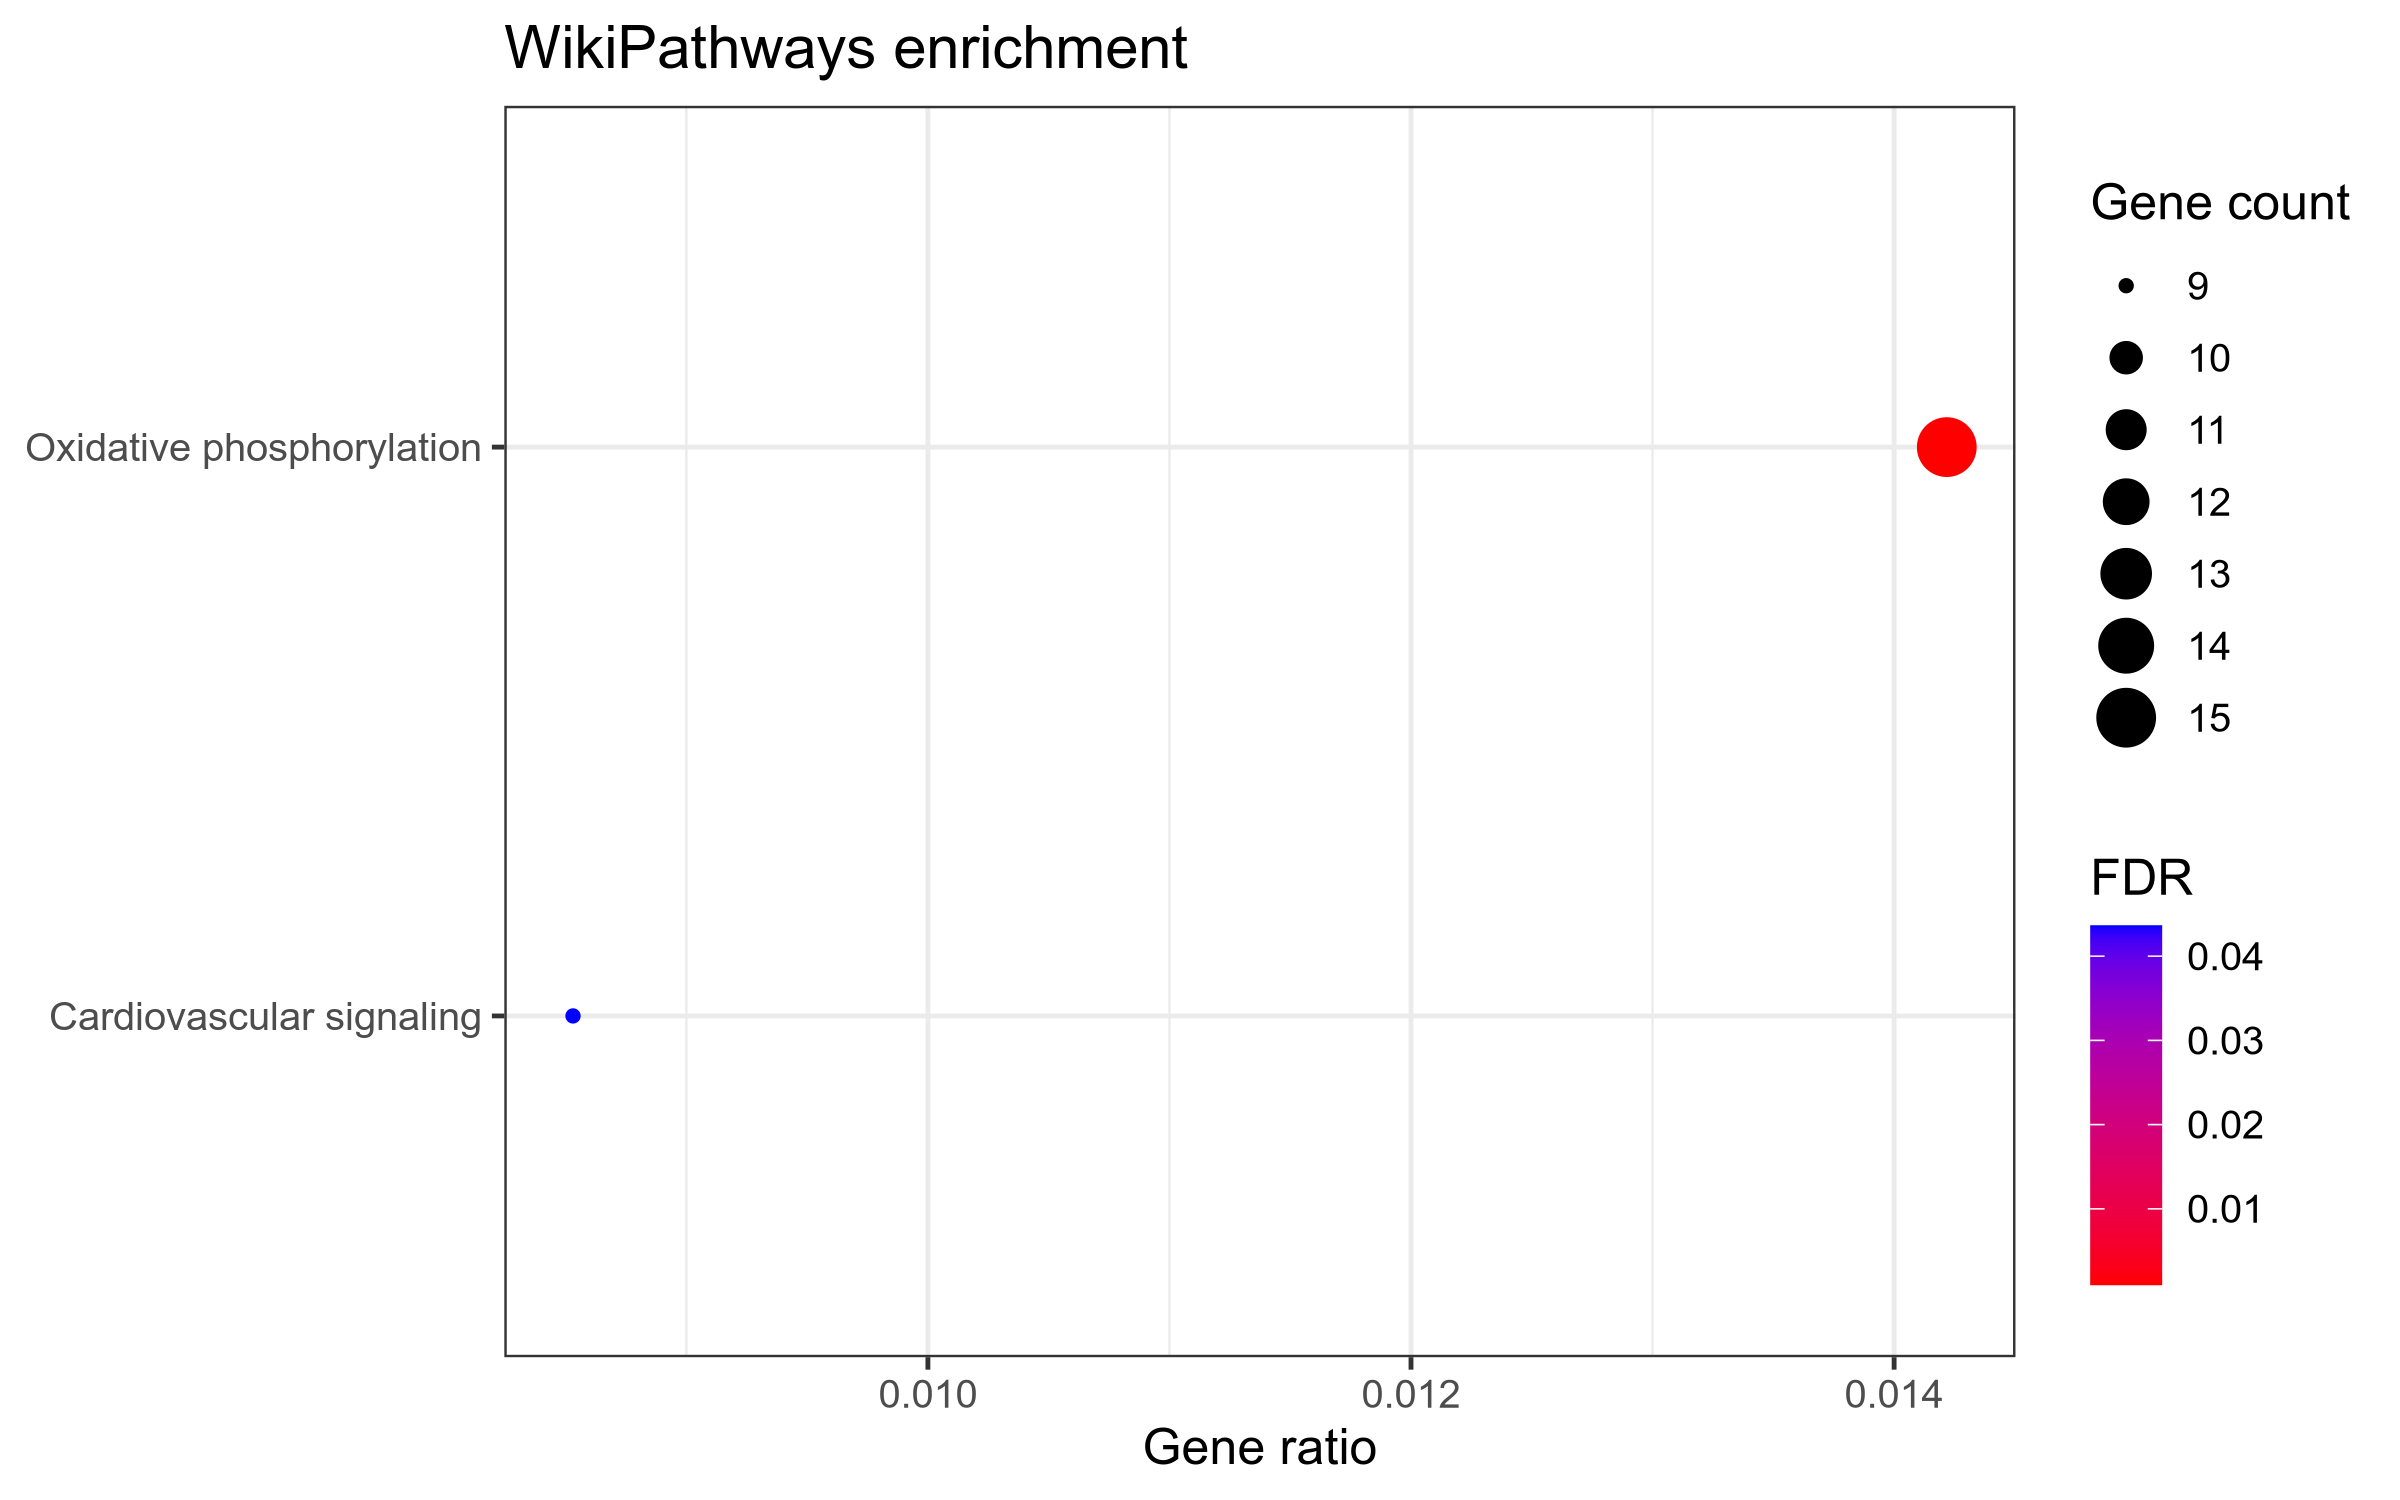 WikiPathways enrichment
Oxidative phosphorylation
Cardiovascular signaling
0.010
0.012
0.014
Gene ratio
Gene count
9
10
11
12
13
14
15
FDR
0.04
0.03
0.02
0.01